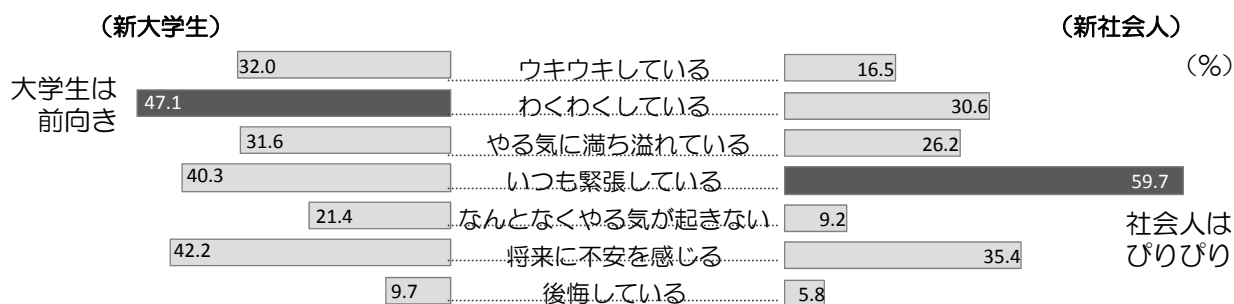 （新大学生）
（新社会人）
（%）
大学生は
前向き
32.0 ウキウキしている 16.5
47.1 わくわくしている 30.6
31.6 やる気に満ち溢れている 26.2
40.3 いつも緊張している 59.7
21.4 なんとなくやる気が起きない 9.2
42.2 将来に不安を感じる 35.4
9.7 後悔している 5.8
社会人は
ぴりぴり